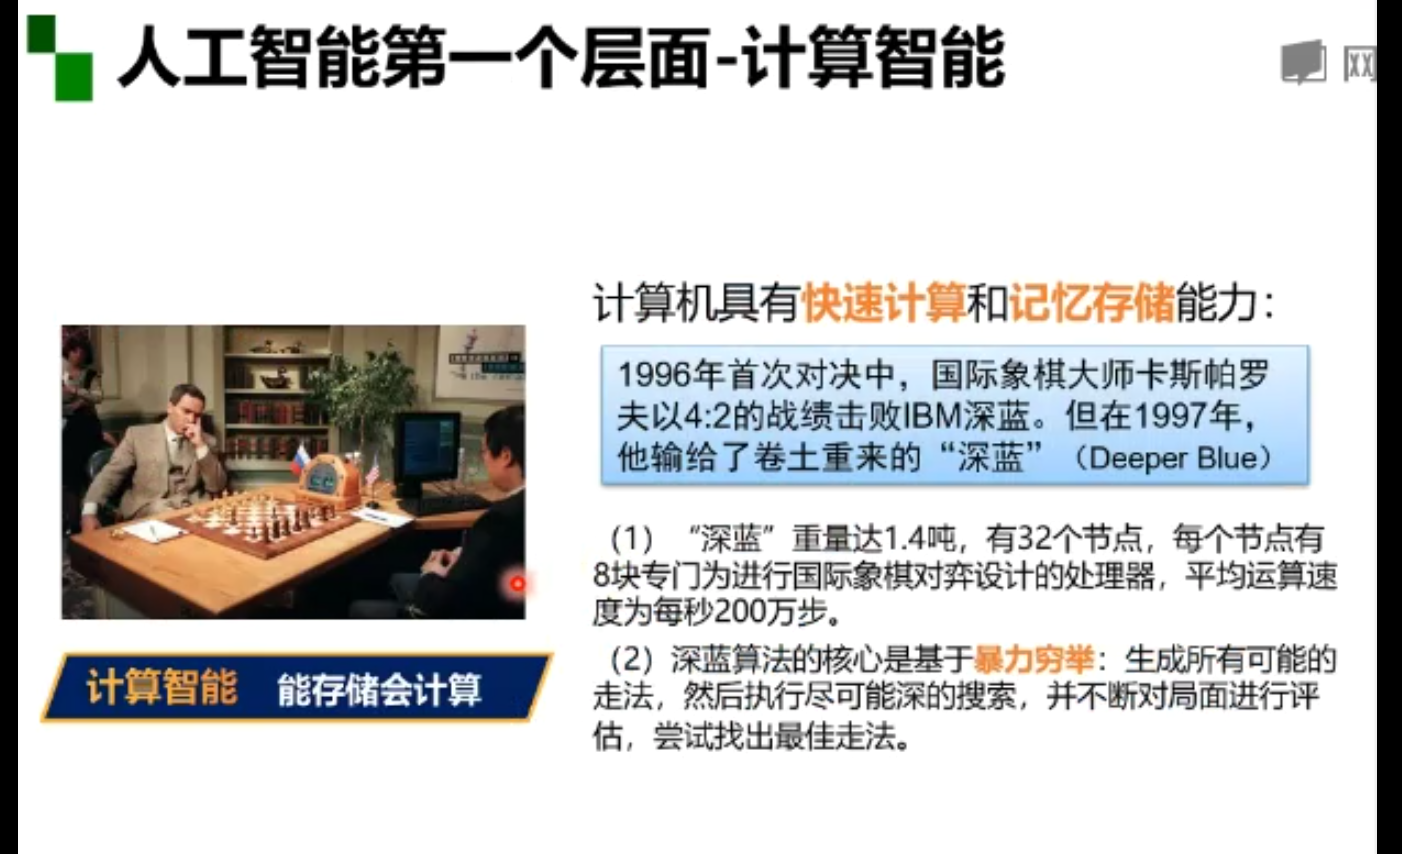 人工智能第一个层面-计算智能
网
计算机具有快速计算和记忆存储能力：
1996年首次对决中，国际象棋大师卡斯帕罗
夫以4:2的战绩击败IBM深蓝。但在1997年，
他输给了卷土重来的“深蓝”（Deeper Blue）
（1）“深蓝”重量达1.4吨，有32个节点，每个节点有
8块专门为进行国际象棋对弈设计的处理器，平均运算速
度为每秒200万步。
（2）深蓝算法的核心是基于暴力穷举：生成所有可能的
走法，然后执行尽可能深的搜索，并不断对局面进行评
估，尝试找出最佳走法。
计算智能 能存储会计算